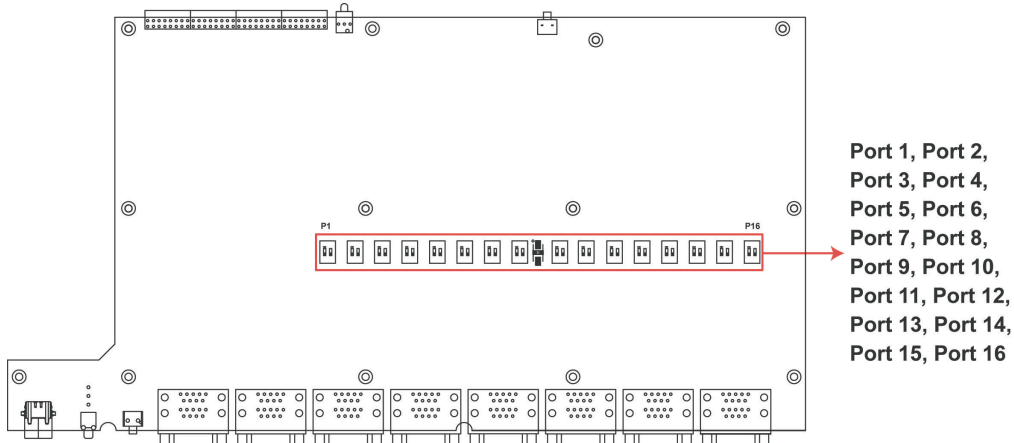 P1
P16
Port 1, Port 2,
Port 3, Port 4,
Port 5, Port 6,
Port 7, Port 8,
Port 9, Port 10,
Port 11, Port 12,
Port 13, Port 14,
Port 15, Port 16